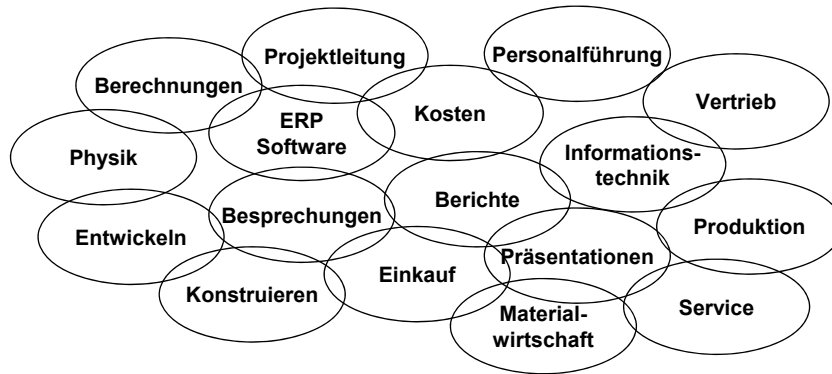 Projektleitung
Personalführung
Berechnungen
Vertrieb
Kosten
ERP
Software
Physik
Informations-
technik
Berichte
Besprechungen
Produktion
Entwickeln
Präsentationen
Einkauf
Konstruieren
Service
Material-
wirtschaft